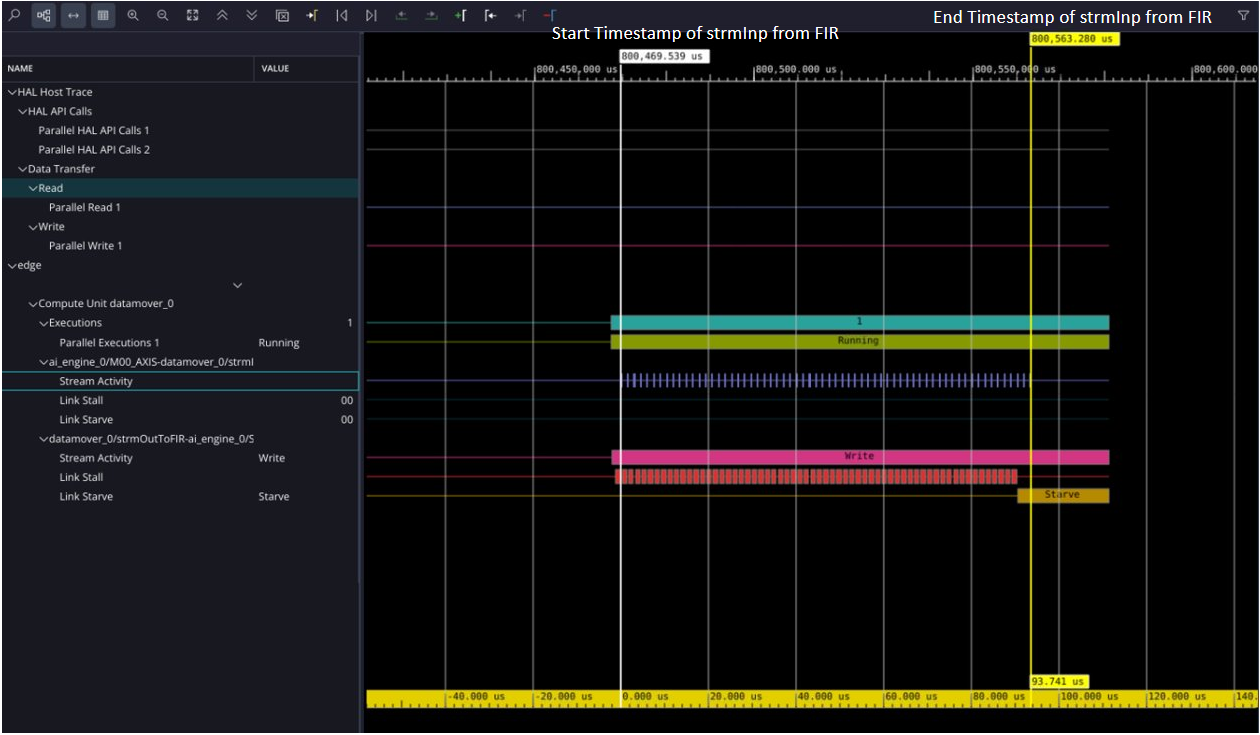 Start Timestamp of strmInp from FIR
End Timestamp of strmInp from FIR
800,469.539 us
800,563.280 us
NAME VALUE
800,450,000 us 800,500.000 us 800,550,000 us 800,600.000
HAL Host Trace
HAL API Calls
Parallel HAL API Calls 1
Parallel HAL API Calls 2
Data Transfer
Read
Parallel Read 1
Write
Parallel Write 1
edge
Compute Unit datamover_0
Executions 1 1
Parallel Executions 1 Running Running
ai_engine_0/M00_AXIS-datamover_0/strmI
Stream Activity
Link Stall 00
Link Starve 00
datamover_0/strmOutToFIR-ai_engine_0/S
Stream Activity Write Write
Link Stall
Link Starve Starve Starve
93.741 us
-40.000 us -20.000 us 0.000 us 20.000 us 40.000 us 60.000 us 80.000 us 100.000 us 120.000 us 140.